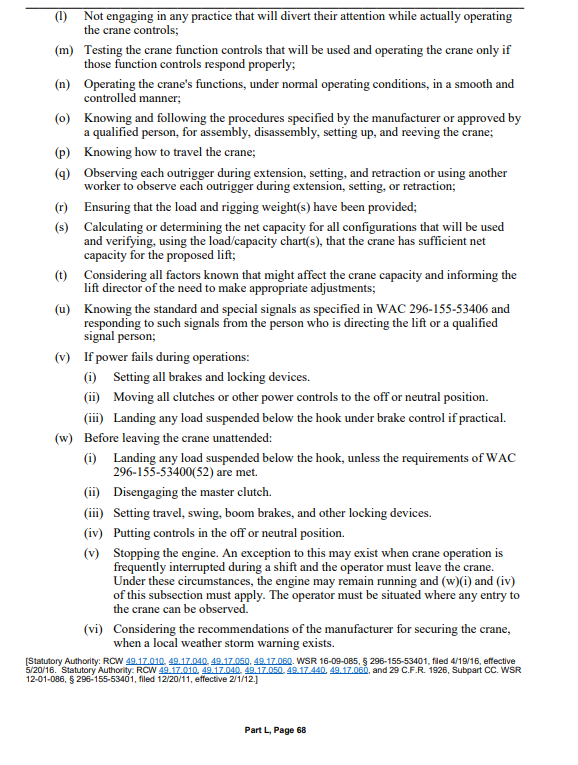 (l) Not engaging in any practice that will divert their attention while actually operating
the crane controls;
(m) Testing the crane function controls that will be used and operating the crane only if
those function controls respond properly;
(n) Operating the crane's functions, under normal operating conditions, in a smooth and
controlled manner;
(o) Knowing and following the procedures specified by the manufacturer or approved by
a qualified person, for assembly, disassembly, setting up, and reeving the crane;
(p) Knowing how to travel the crane;
(q) Observing each outrigger during extension, setting, and retraction or using another
worker to observe each outrigger during extension, setting, or retraction;
(r) Ensuring that the load and rigging weight(s) have been provided;
(s) Calculating or determining the net capacity for all configurations that will be used
and verifying, using the load/capacity chart(s), that the crane has sufficient net
capacity for the proposed lift;
(t) Considering all factors known that might affect the crane capacity and informing the
lift director of the need to make appropriate adjustments;
(u) Knowing the standard and special signals as specified in WAC 296-155-53406 and
responding to such signals from the person who is directing the lift or a qualified
signal person;
(v) If power fails during operations:
(i) Setting all brakes and locking devices.
(ii) Moving all clutches or other power controls to the off or neutral position.
(iii) Landing any load suspended below the hook under brake control if practical.
(w) Before leaving the crane unattended:
(i) Landing any load suspended below the hook, unless the requirements of WAC
296-155-53400(52) are met.
(ii) Disengaging the master clutch.
(iii) Setting travel, swing, boom brakes, and other locking devices.
(iv) Putting controls in the off or neutral position.
(v) Stopping the engine. An exception to this may exist when crane operation is
frequently interrupted during a shift and the operator must leave the crane.
Under these circumstances, the engine may remain running and (w)(i) and (iv)
of this subsection must apply. The operator must be situated where any entry to
the crane can be observed.
(vi) Considering the recommendations of the manufacturer for securing the crane,
when a local weather storm warning exists.
[Statutory Authority: RCW 49.17.010, 49.17.040, 49.17.050, 49.17.060. WSR 16-09-085, § 296-155-53401, filed 4/19/16, effective
5/20/16. Statutory Authority: RCW 49.17.010, 49.17.040, 49.17.050, 49.17.440, 49.17.060, and 29 C.F.R. 1926, Subpart CC. WSR
12-01-086, § 296-155-53401, filed 12/20/11, effective 2/1/12.]
Part L, Page 68